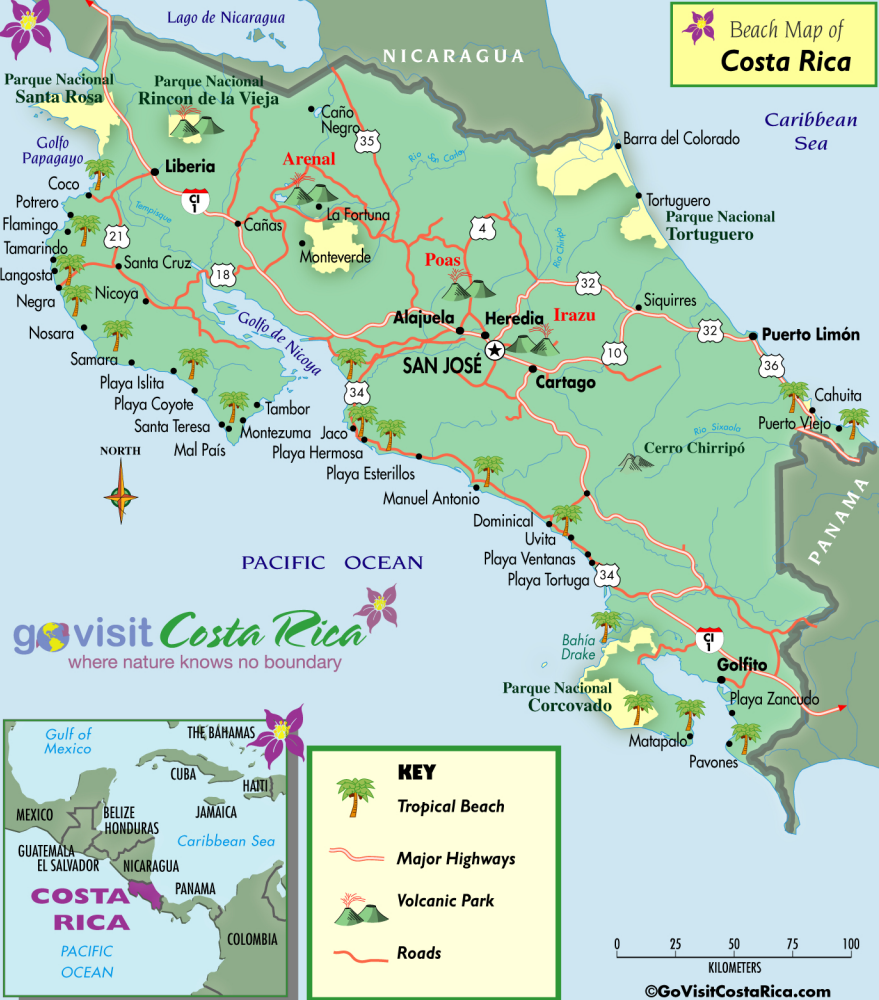 Lago de Nicaragua
NICARAGUA
Beach Map of
Costa Rica
Parque Nacional
Santa Rosa
Parque Nacional
Rincon de la Vieja
Caño
Negro
35
Caribbean
Sea
Barra del Colorado
Golfo
Papagayo
Liberia
Arenal
Rio San Carlos
Coco
Potrero
CI
1
Tempisque
La Fortuna
Tortuguero
Parque Nacional
Tortuguero
Flamingo
21
Cañas
4
Rio Chiripó
Tamarindo
Monteverde
Langosta
Santa Cruz
18
Poas
32
Negra
Nicoya
Siquirres
Golfo de Nicoya
Alajuela
Heredia
Irazu
32
Puerto Limón
Nosara
SAN JOSÉ
10
36
Samara
Cartago
Playa Islita
34
Cahuita
Playa Coyote
Tambor
Puerto Viejo
Santa Teresa
Montezuma
Jaco
Rio Sixaola
Mal País
Playa Hermosa
Cerro Chirripó
NORTH
Playa Esterillos
Manuel Antonio
PANAMA
Dominical
Uvita
PACIFIC OCEAN
Playa Ventanas
Playa Tortuga
34
go visit Costa Rica
where nature knows no boundary
Bahía
Drake
CI
1
Golfito
Parque Nacional
Corcovado
Playa Zancudo
Matapalo
Pavones
Gulf of
Mexico
THE BAHAMAS
CUBA
HAITI
MEXICO
BELIZE
JAMAICA
HONDURAS
Caribbean Sea
GUATEMALA
EL SALVADOR
NICARAGUA
COSTA
RICA
PANAMA
PACIFIC
OCEAN
COLOMBIA
KEY
Tropical Beach
Major Highways
Volcanic Park
Roads
0 25 50 75 100
KILOMETERS
©GoVisitCostaRica.com